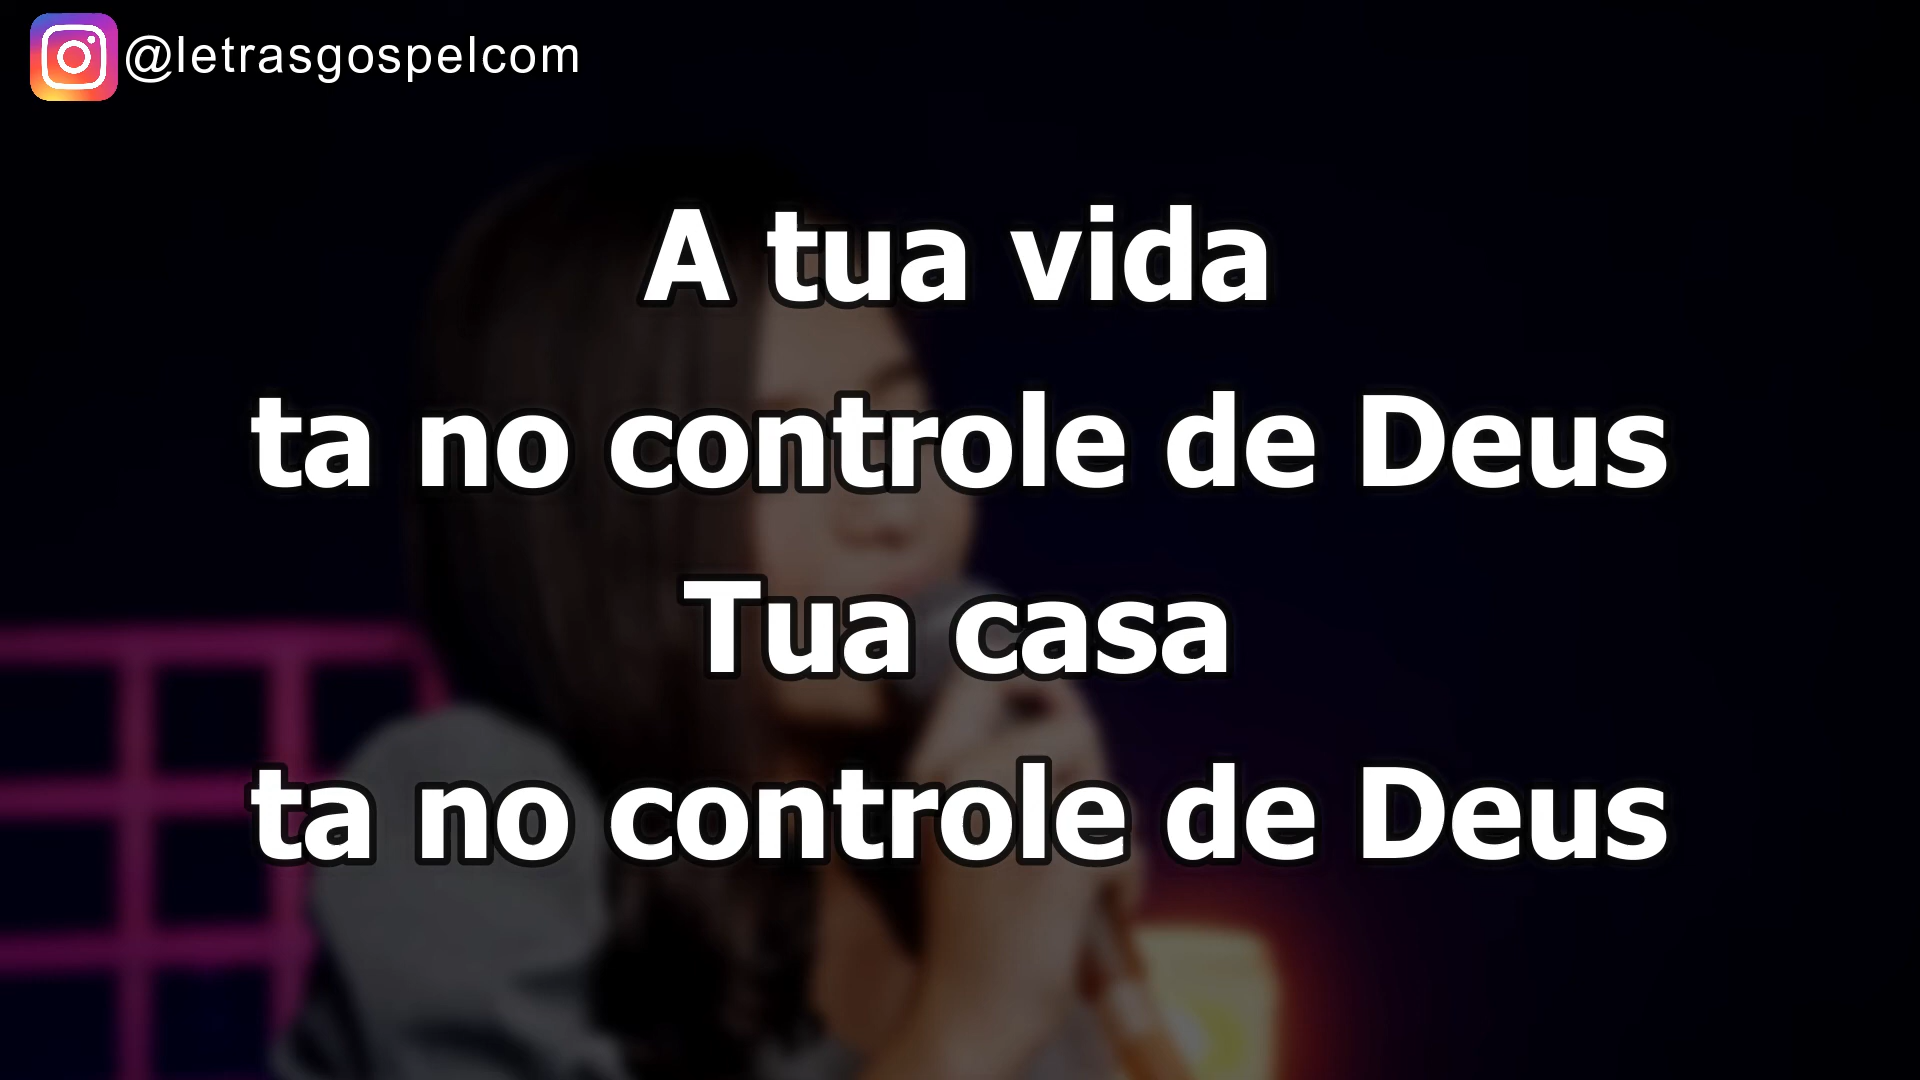 @letrasgospelcom
A tua vida
ta no controle de Deus
Tua casa
ta no controle de Deus